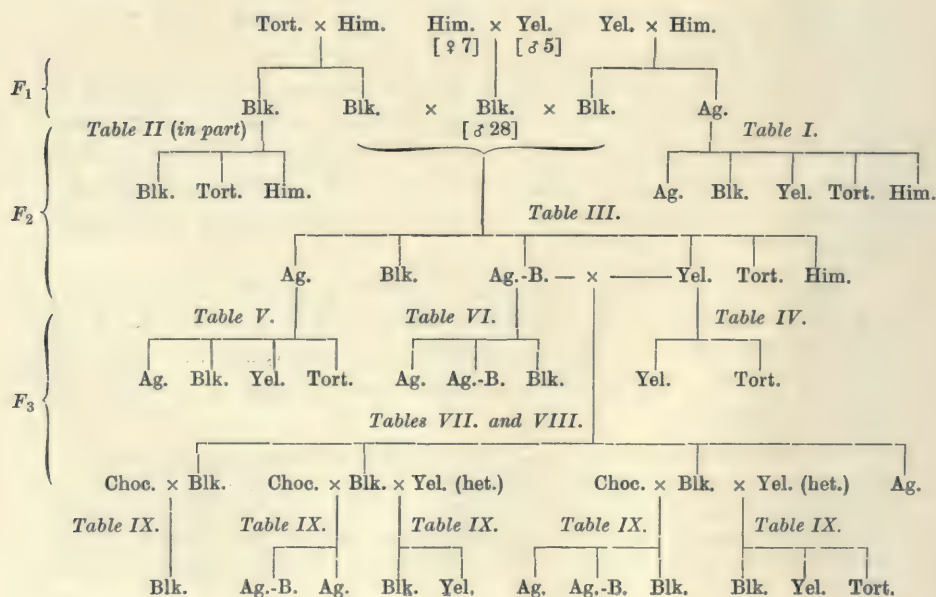 Tort. × Him. Him. × Yel. Yel. × Him.
[♀ 7] [♂ 5]
F₁
Blk. Blk. × Blk. × Blk. Ag.
Table II (in part) [♂ 28] Table I.
Blk. Tort. Him. Ag. Blk. Yel. Tort. Him.
F₂
Table III.
Ag. Blk. Ag.-B. × Yel. Tort. Him.
Table V. Table VI. Table IV.
Ag. Blk. Yel. Tort. Ag. Ag.-B. Blk. Yel. Tort.
F₃
Tables VII. and VIII.
Choc. × Blk. Choc. × Blk. × Yel. (het.) Choc. × Blk. × Yel. (het.) Ag.
Table IX. Table IX. Table IX. Table IX. Table IX.
Blk. Ag.-B. Ag. Blk. Yel. Ag. Ag.-B. Blk. Blk. Yel. Tort.